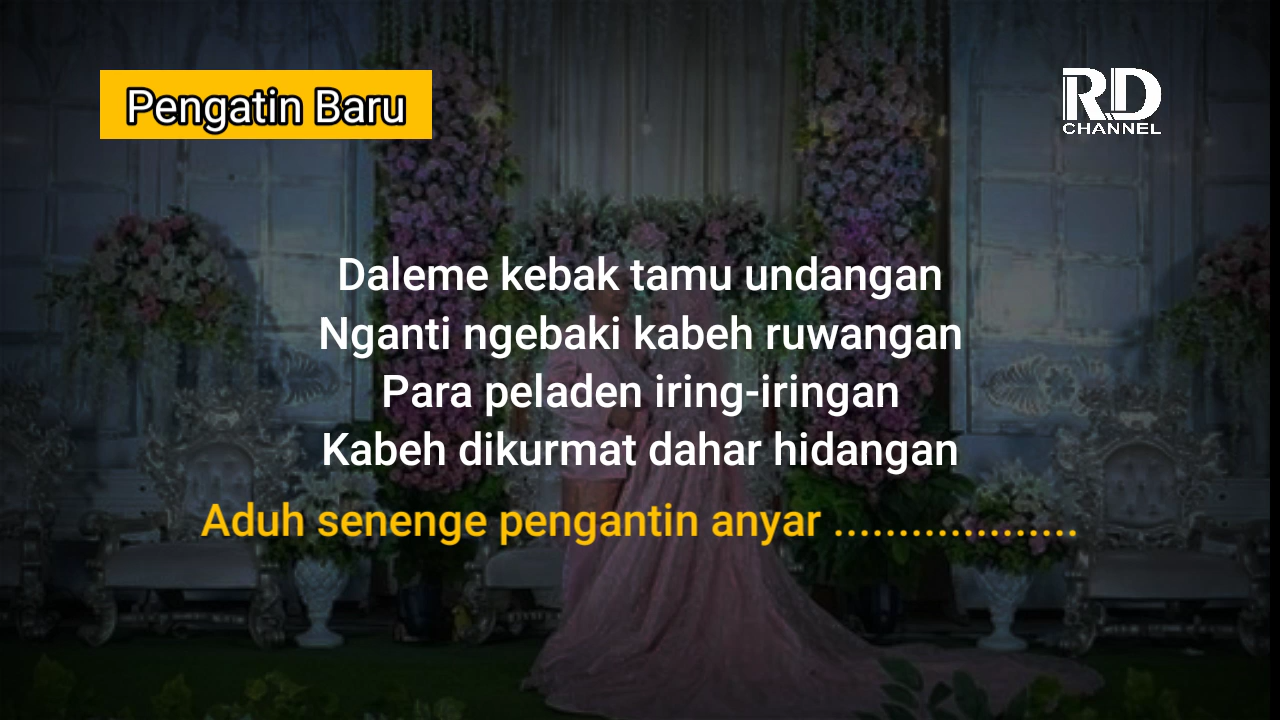 Pengatin Baru
RD
CHANNEL
Daleme kebak tamu undangan
Nganti ngebaki kabeh ruwangan
Para peladen iring-iringan
Kabeh dikurmat dahar hidangan
Aduh senenge pengantin anyar ...................